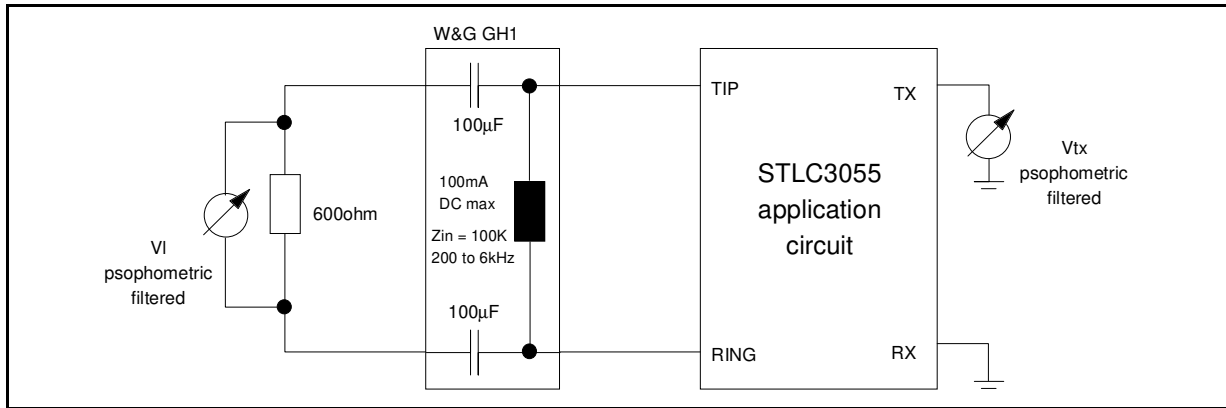 W&G GH1
TIP
TX
100μF
Vtx
psophometric
filtered
STLC3055
application
circuit
100mA
DC max
600ohm
Zin = 100K
200 to 6kHz
Vl
psophometric
filtered
100μF
RING
RX